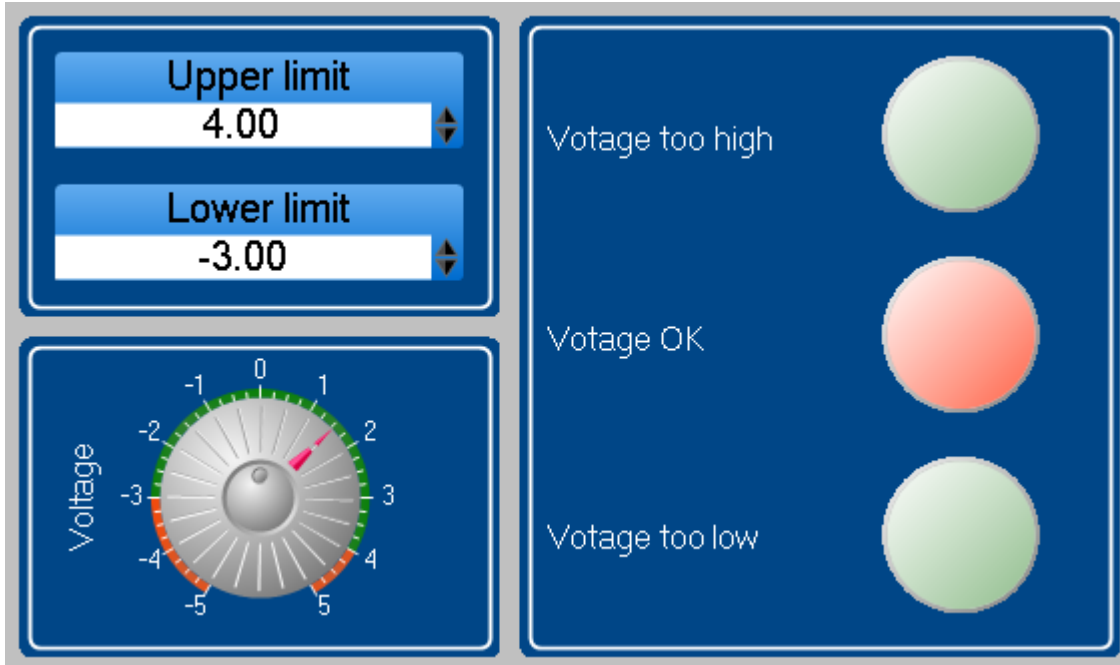 Upper limit
4.00
Lower limit
-3.00
Votage too high
Votage OK
Votage too low
Voltage
0
-1
1
-2
2
-3
3
-4
4
-5
5